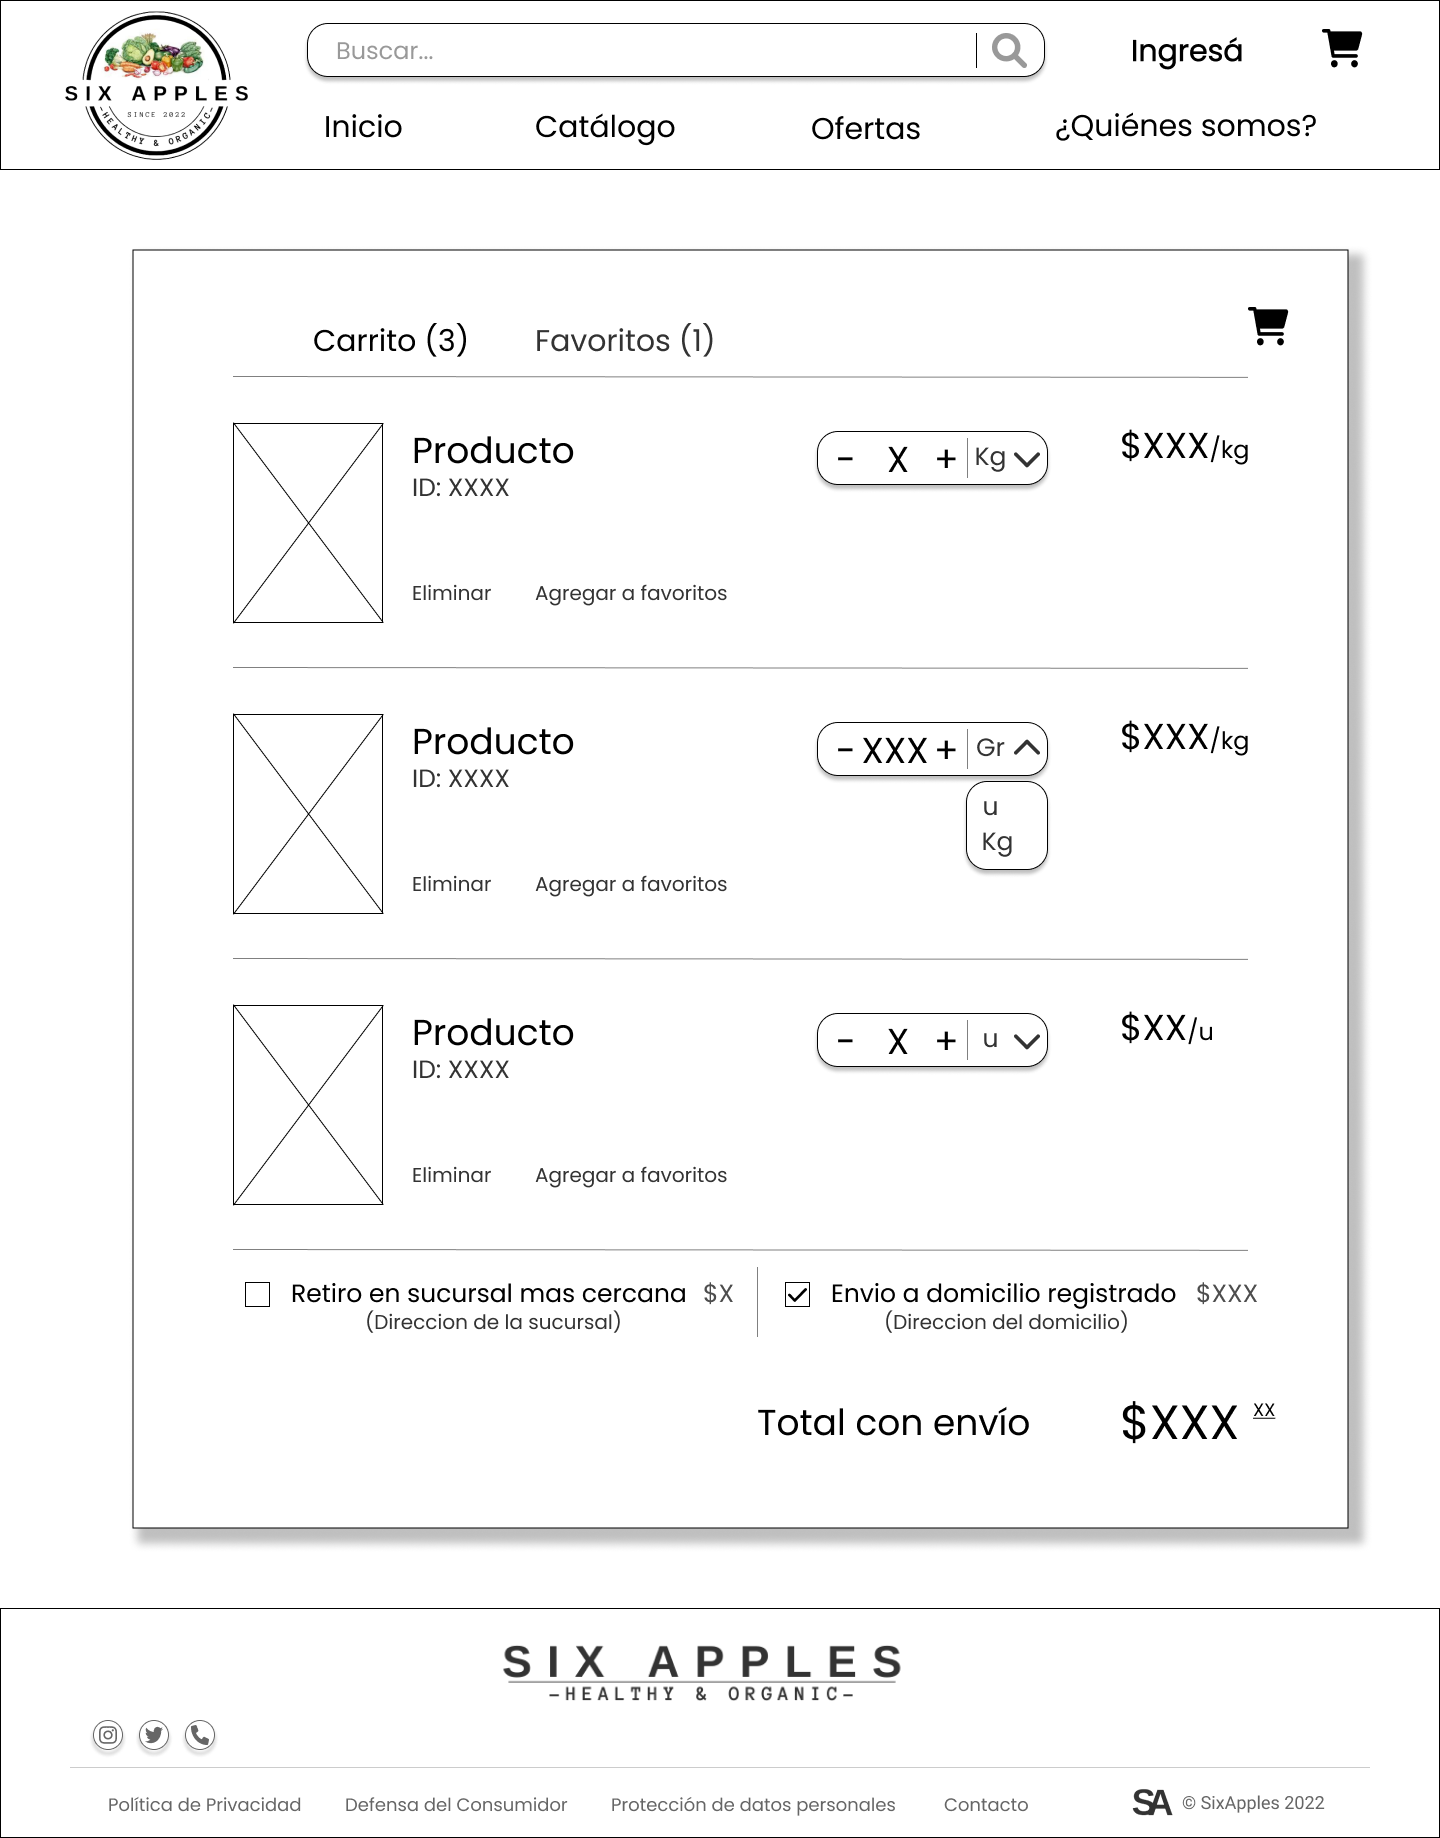 SIX APPLES
SINCE 2022
-HEALTHY & ORGANIC-
Buscar...
Ingresá
Inicio
Catálogo
Ofertas
¿Quiénes somos?
Carrito (3)
Favoritos (1)
Producto
ID: XXXX
- X + Kg
$XXX/kg
Eliminar
Agregar a favoritos
Producto
ID: XXXX
- XXX + Gr
u
Kg
$XXX/kg
Eliminar
Agregar a favoritos
Producto
ID: XXXX
- X + u
$XX/u
Eliminar
Agregar a favoritos
Retiro en sucursal mas cercana $X
(Direccion de la sucursal)
Envio a domicilio registrado $XXX
(Direccion del domicilio)
Total con envío $XXX XX
SIX APPLES
-HEALTHY & ORGANIC-
Política de Privacidad
Defensa del Consumidor
Protección de datos personales
Contacto
SA © SixApples 2022